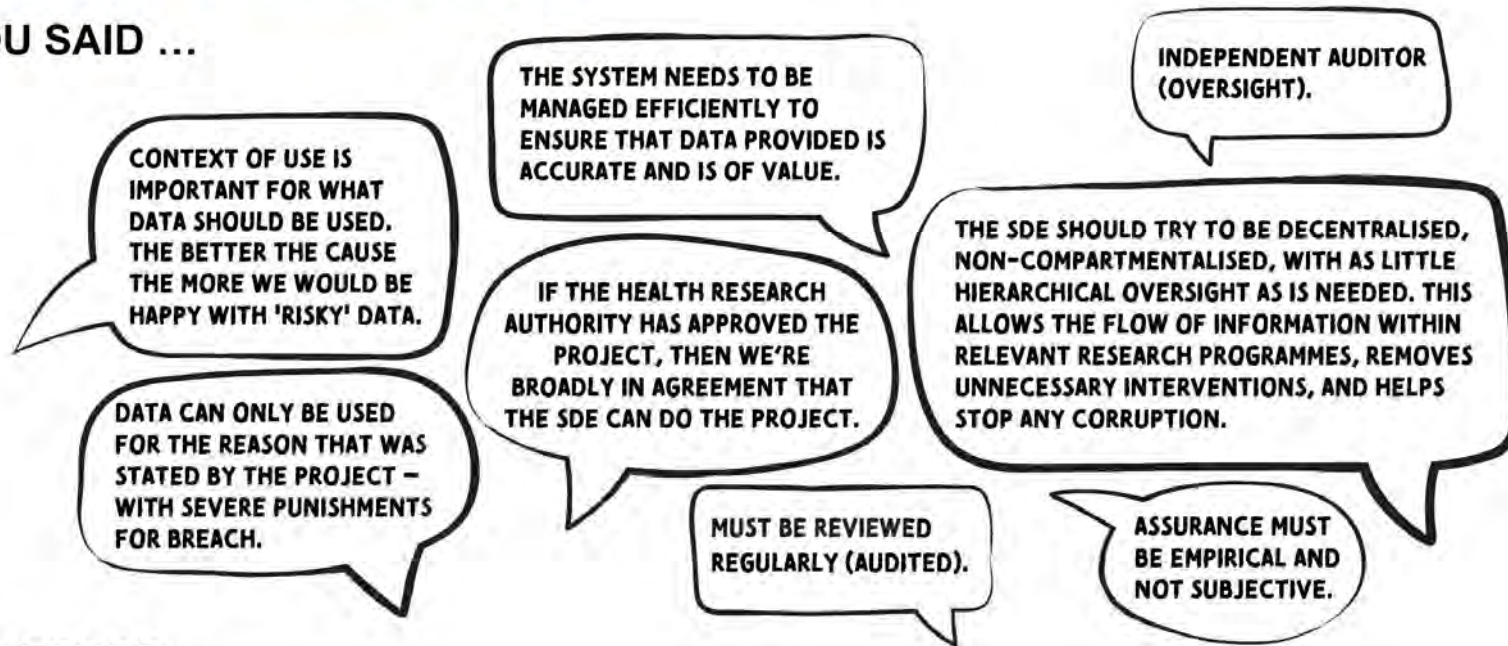 OU SAID ...
CONTEXT OF USE IS
IMPORTANT FOR WHAT
DATA SHOULD BE USED.
THE BETTER THE CAUSE
THE MORE WE WOULD BE
HAPPY WITH 'RISKY' DATA.
DATA CAN ONLY BE USED
FOR THE REASON THAT WAS
STATED BY THE PROJECT –
WITH SEVERE PUNISHMENTS
FOR BREACH.
THE SYSTEM NEEDS TO BE
MANAGED EFFICIENTLY TO
ENSURE THAT DATA PROVIDED IS
ACCURATE AND IS OF VALUE.
IF THE HEALTH RESEARCH
AUTHORITY HAS APPROVED THE
PROJECT, THEN WE'RE
BROADLY IN AGREEMENT THAT
THE SDE CAN DO THE PROJECT.
MUST BE REVIEWED
REGULARLY (AUDITED).
INDEPENDENT AUDITOR
(OVERSIGHT).
THE SDE SHOULD TRY TO BE DECENTRALISED,
NON-COMPARTMENTALISED, WITH AS LITTLE
HIERARCHICAL OVERSIGHT AS IS NEEDED. THIS
ALLOWS THE FLOW OF INFORMATION WITHIN
RELEVANT RESEARCH PROGRAMMES, REMOVES
UNNECESSARY INTERVENTIONS, AND HELPS
STOP ANY CORRUPTION.
ASSURANCE MUST
BE EMPIRICAL AND
NOT SUBJECTIVE.